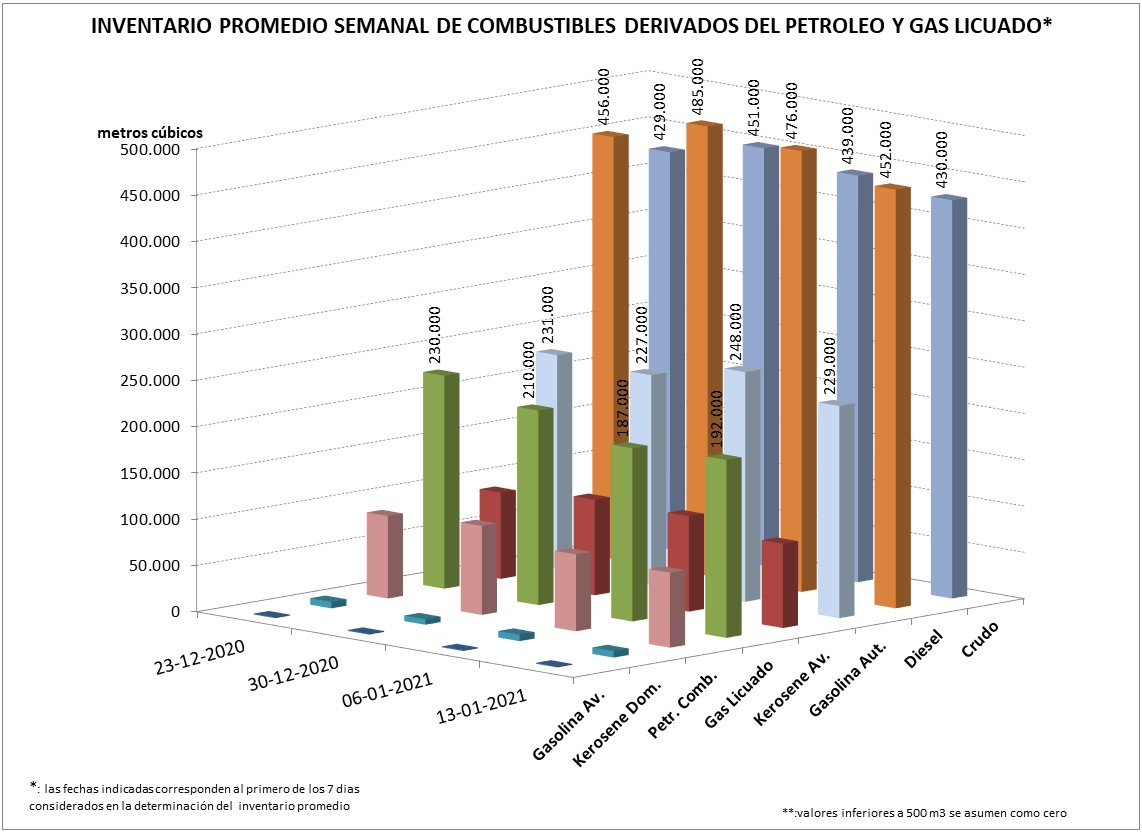 INVENTARIO PROMEDIO SEMANAL DE COMBUSTIBLES DERIVADOS DEL PETROLEO Y GAS LICUADO*
metros cúbicos
500.000
450.000
400.000
350.000
300.000
250.000
200.000
150.000
100.000
50.000
0
456.000
429.000
485.000
451.000
476.000
439.000
452.000
430.000
230.000
210.000
231.000
187.000
227.000
192.000
248.000
229.000
23-12-2020
30-12-2020
06-01-2021
13-01-2021
Gasolina Av.
Kerosene Dom.
Petr. Comb.
Gas Licuado
Kerosene Av.
Gasolina Aut.
Diesel
Crudo
*: las fechas indicadas corresponden al primero de los 7 dias
considerados en la determinación del inventario promedio
**:valores inferiores a 500 m3 se asumen como cero